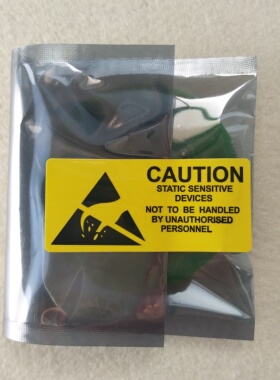 CAUTION
STATIC SENSITIVE
DEVICES
NOT TO BE HANDLED
BY UNAUTHORISED
PERSONNEL